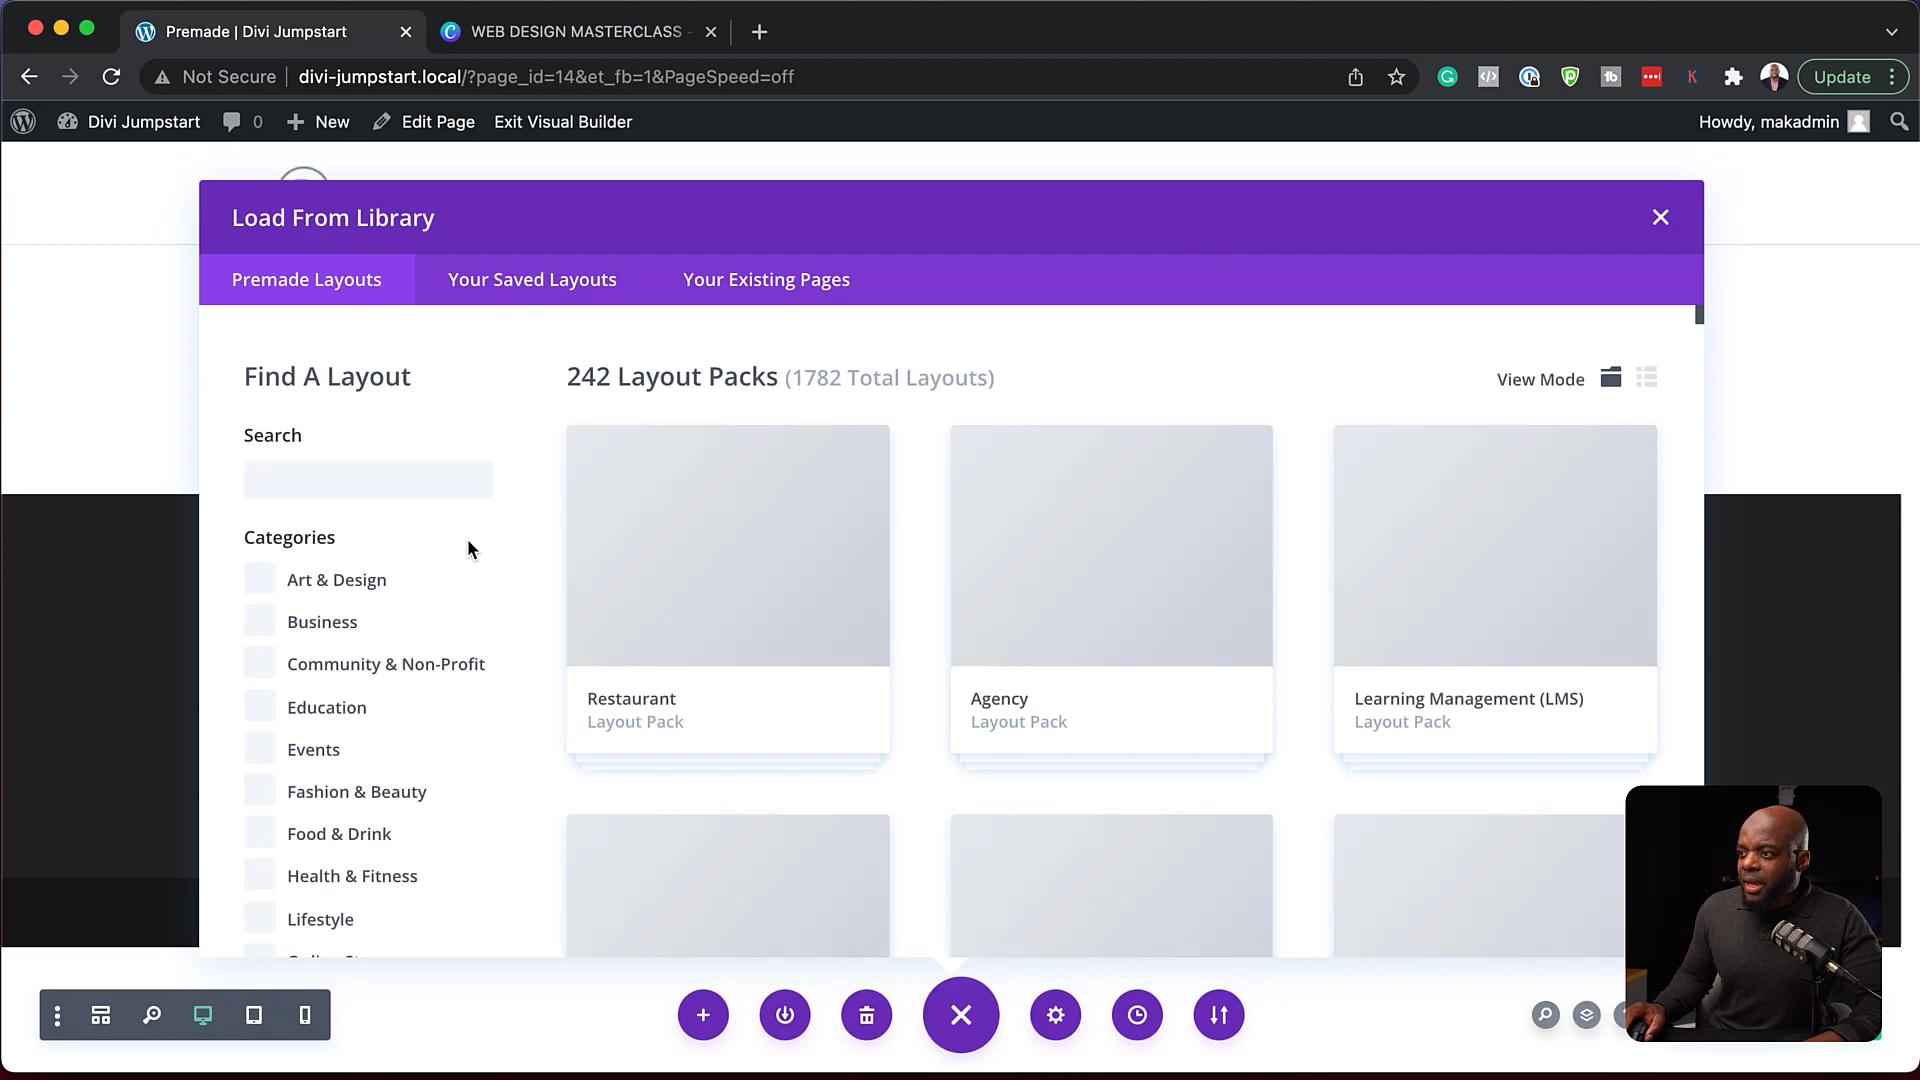 Premade | Divi Jumpstart
WEB DESIGN MASTERCLASS -
Not Secure
divi-jumpstart.local/?page_id=14&et_fb=1&PageSpeed=off
Update
Divi Jumpstart
0
New
Edit Page
Exit Visual Builder
Howdy, makadmin
Load From Library
Premade Layouts
Your Saved Layouts
Your Existing Pages
Find A Layout
242 Layout Packs (1782 Total Layouts)
View Mode
Search
Categories
Art & Design
Business
Community & Non-Profit
Education
Events
Fashion & Beauty
Food & Drink
Health & Fitness
Lifestyle
Restaurant
Layout Pack
Agency
Layout Pack
Learning Management (LMS)
Layout Pack